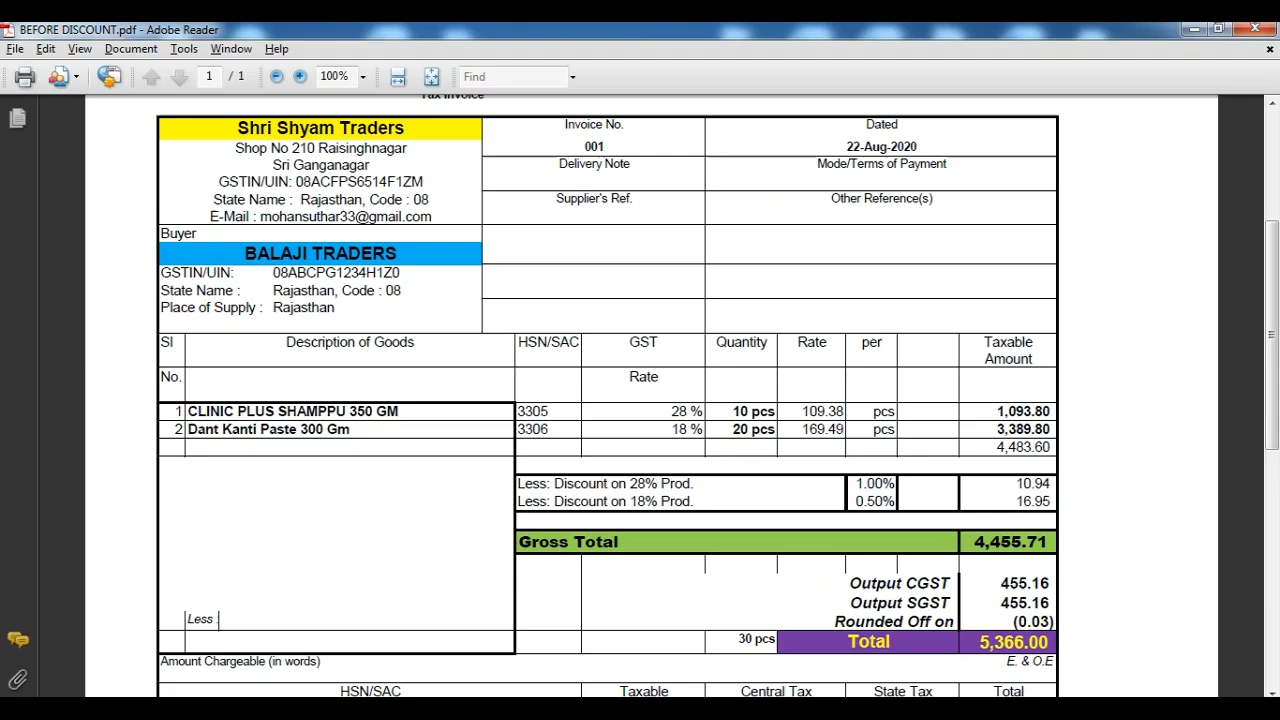 BEFORE DISCOUNT.pdf - Adobe Reader
File Edit View Document Tools Window Help
1 / 1 100% Find
Tax Invoice
Shri Shyam Traders
Shop No 210 Raisinghnagar
Sri Ganganagar
GSTIN/UIN: 08ACFPS6514F1ZM
State Name : Rajasthan, Code : 08
E-Mail : mohansuthar33@gmail.com
Invoice No.
001
Dated
22-Aug-2020
Delivery Note
Mode/Terms of Payment
Supplier's Ref.
Other Reference(s)
Buyer
BALAJI TRADERS
GSTIN/UIN: 08ABCPG1234H1Z0
State Name : Rajasthan, Code : 08
Place of Supply : Rajasthan
Sl Description of Goods HSN/SAC GST Quantity Rate per Taxable
Amount
No. Rate
1 CLINIC PLUS SHAMPPU 350 GM 3305 28 % 10 pcs 109.38 pcs 1,093.80
2 Dant Kanti Paste 300 Gm 3306 18 % 20 pcs 169.49 pcs 3,389.80
4,483.60
Less: Discount on 28% Prod. 1.00% 10.94
Less: Discount on 18% Prod. 0.50% 16.95
Gross Total 4,455.71
Output CGST 455.16
Output SGST 455.16
Less : Rounded Off on (0.03)
30 pcs Total 5,366.00
Amount Chargeable (in words) E. & O.E
HSN/SAC Taxable Central Tax State Tax Total